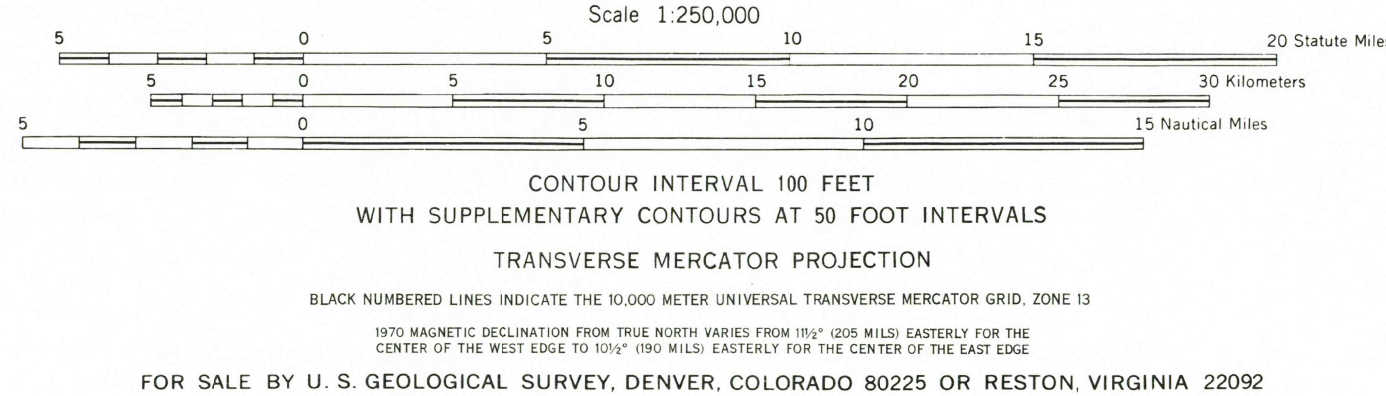 Scale 1:250,000
5 0 5 10 15 20 Statute Mile
5 0 5 10 15 20 25 30 Kilometers
5 0 5 10 15 Nautical Miles
CONTOUR INTERVAL 100 FEET
WITH SUPPLEMENTARY CONTOURS AT 50 FOOT INTERVALS
TRANSVERSE MERCATOR PROJECTION
BLACK NUMBERED LINES INDICATE THE 10,000 METER UNIVERSAL TRANSVERSE MERCATOR GRID, ZONE 13
1970 MAGNETIC DECLINATION FROM TRUE NORTH VARIES FROM 11½° (205 MILS) EASTERLY FOR THE
CENTER OF THE WEST EDGE TO 10½° (190 MILS) EASTERLY FOR THE CENTER OF THE EAST EDGE
FOR SALE BY U. S. GEOLOGICAL SURVEY, DENVER, COLORADO 80225 OR RESTON, VIRGINIA 22092